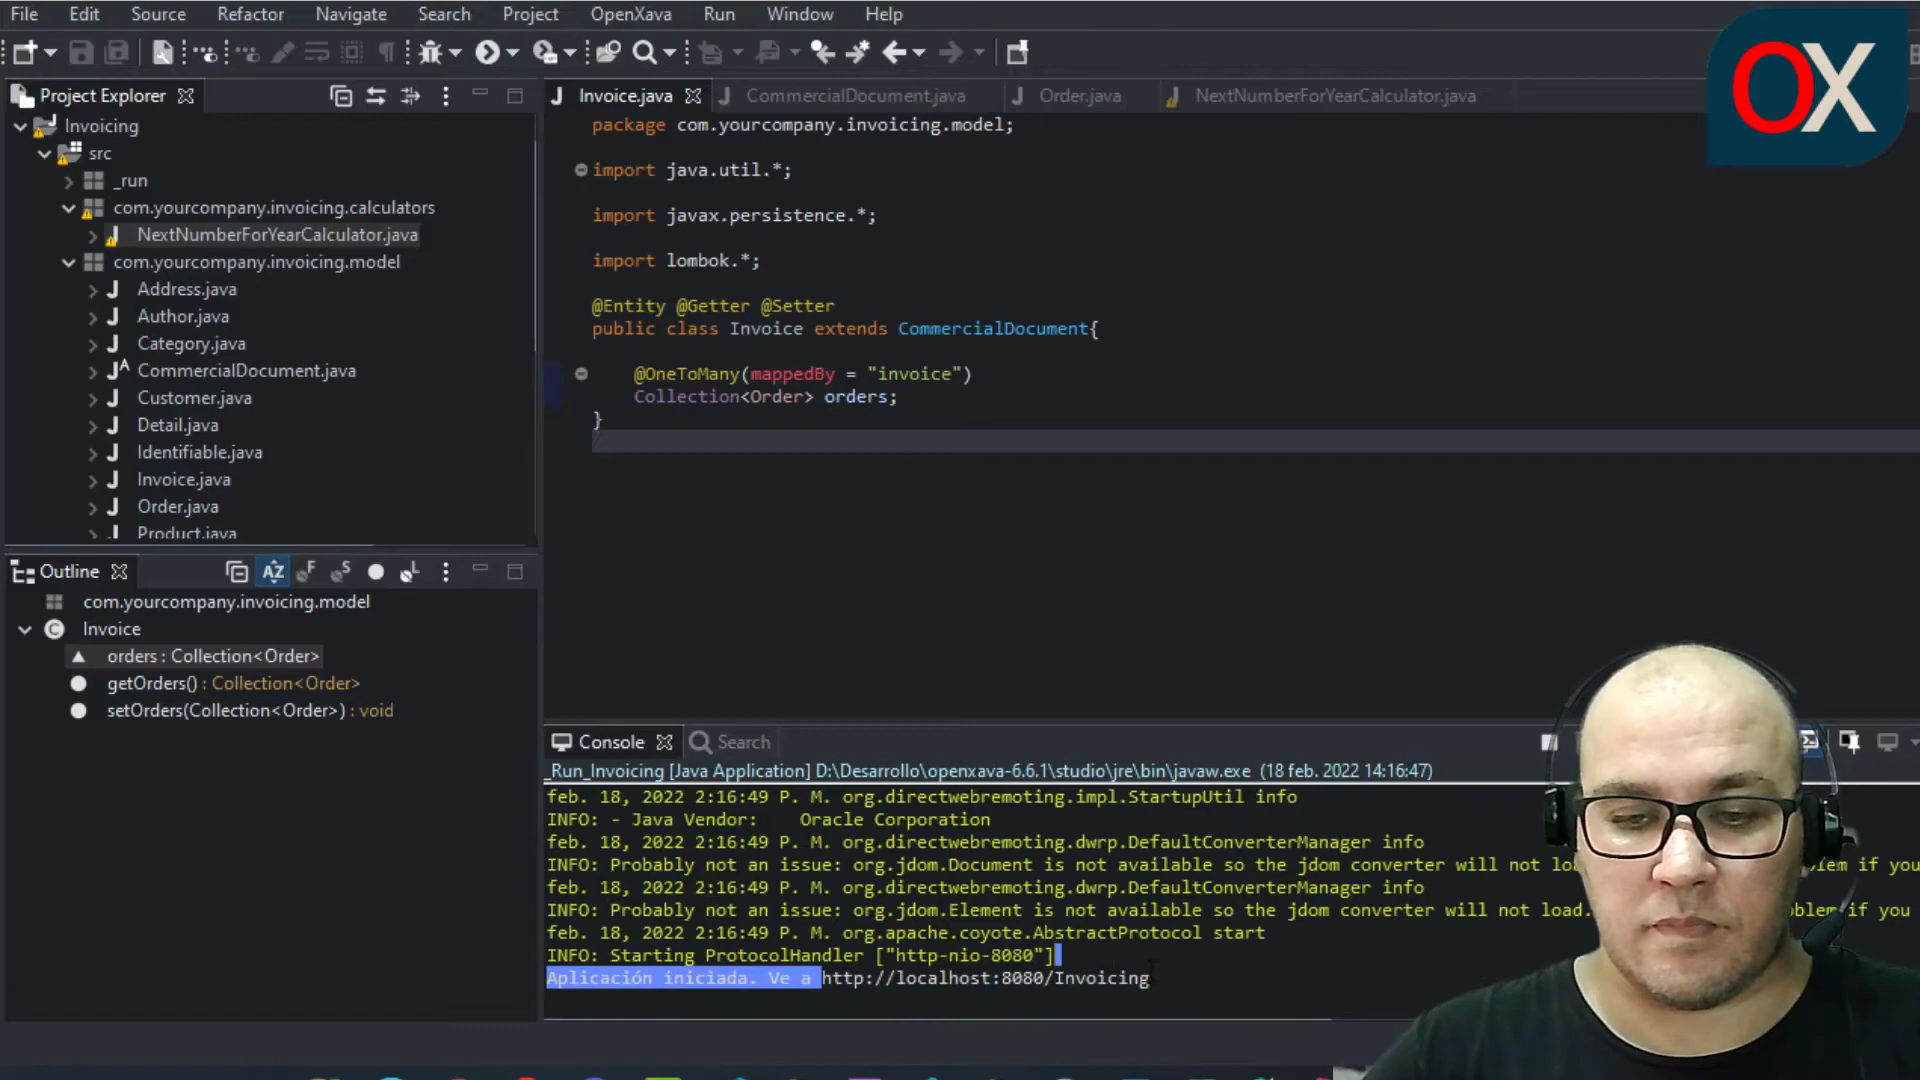 File Edit Source Refactor Navigate Search Project OpenXava Run Window Help
OX
Project Explorer
Invoicing
src
_run
com.yourcompany.invoicing.calculators
NextNumberForYearCalculator.java
com.yourcompany.invoicing.model
Address.java
Author.java
Category.java
CommercialDocument.java
Customer.java
Detail.java
Identifiable.java
Invoice.java
Order.java
Product.java
Outline
com.yourcompany.invoicing.model
Invoice
orders : Collection<Order>
getOrders() : Collection<Order>
setOrders(Collection<Order>) : void
Invoice.java CommercialDocument.java Order.java NextNumberForYearCalculator.java
package com.yourcompany.invoicing.model;
import java.util.*;
import javax.persistence.*;
import lombok.*;
@Entity @Getter @Setter
public class Invoice extends CommercialDocument{
@OneToMany(mappedBy = "invoice")
Collection<Order> orders;
}
Console Search
_Run_Invoicing [Java Application] D:\Desarrollo\openxava-6.6.1\studio\jre\bin\javaw.exe (18 feb. 2022 14:16:47)
feb. 18, 2022 2:16:49 P. M. org.directwebremoting.impl.StartupUtil info
INFO: - Java Vendor: Oracle Corporation
feb. 18, 2022 2:16:49 P. M. org.directwebremoting.dwrp.DefaultConverterManager info
INFO: Probably not an issue: org.jdom.Document is not available so the jdom converter will not if you
feb. 18, 2022 2:16:49 P. M. org.directwebremoting.dwrp.DefaultConverterManager info
INFO: Probably not an issue: org.jdom.Element is not available so the jdom converter will not load. if you
feb. 18, 2022 2:16:49 P. M. org.apache.coyote.AbstractProtocol start
INFO: Starting ProtocolHandler ["http-nio-8080"]
Aplicación iniciada. Ve a http://localhost:8080/Invoicing